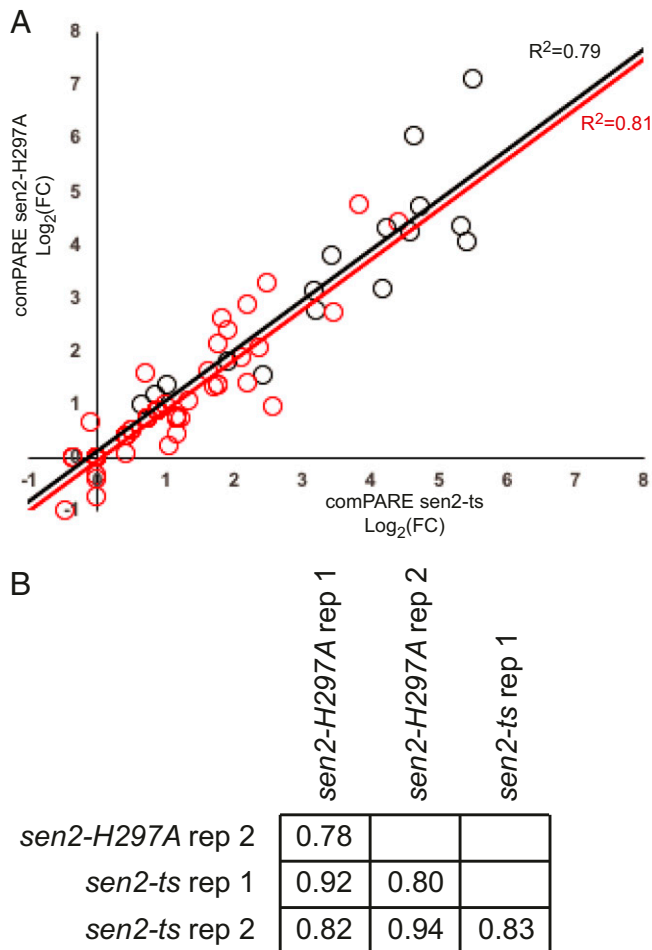 A
comPARE sen2-H297A
Log2(FC)
8
7
6
5
4
3
2
1
0
-1
-1 0 1 2 3 4 5 6 7 8
R²=0.79
R²=0.81
comPARE sen2-ts
Log2(FC)
B
sen2-H297A rep 1
sen2-H297A rep 2
sen2-ts rep 1
sen2-H297A rep 2 0.78
sen2-ts rep 1 0.92 0.80
sen2-ts rep 2 0.82 0.94 0.83